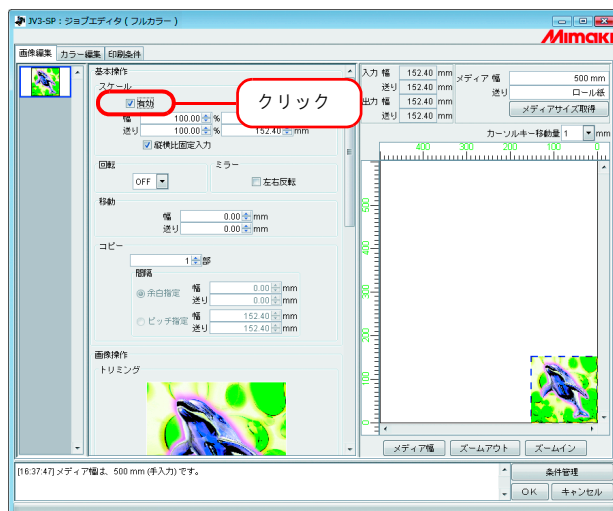 JV3-SP：ジョブエディタ（フルカラー）
Mimaki
画像編集 カラー編集 印刷条件
基本操作
スケール
有効
クリック
幅 100.00 %
送り 100.00 % 152.40 mm
縦横比固定入力
回転
OFF
ミラー
左右反転
移動
幅 0.00 mm
送り 0.00 mm
コピー
1 部
間隔
余白指定
幅 0.00 mm
送り 0.00 mm
ピッチ指定
幅 152.40 mm
送り 152.40 mm
画像操作
トリミング
入力 幅 152.40 mm
送り 152.40 mm
出力 幅 152.40 mm
送り 152.40 mm
メディア 幅 500 mm
送り ロール紙
メディアサイズ取得
カーソルキー移動量 1 mm
400 300 200 100 0
500
400
300
200
100
0
メディア幅 ズームアウト ズームイン
[16:37:47] メディア幅は、500 mm (手入力) です。
条件管理
OK キャンセル